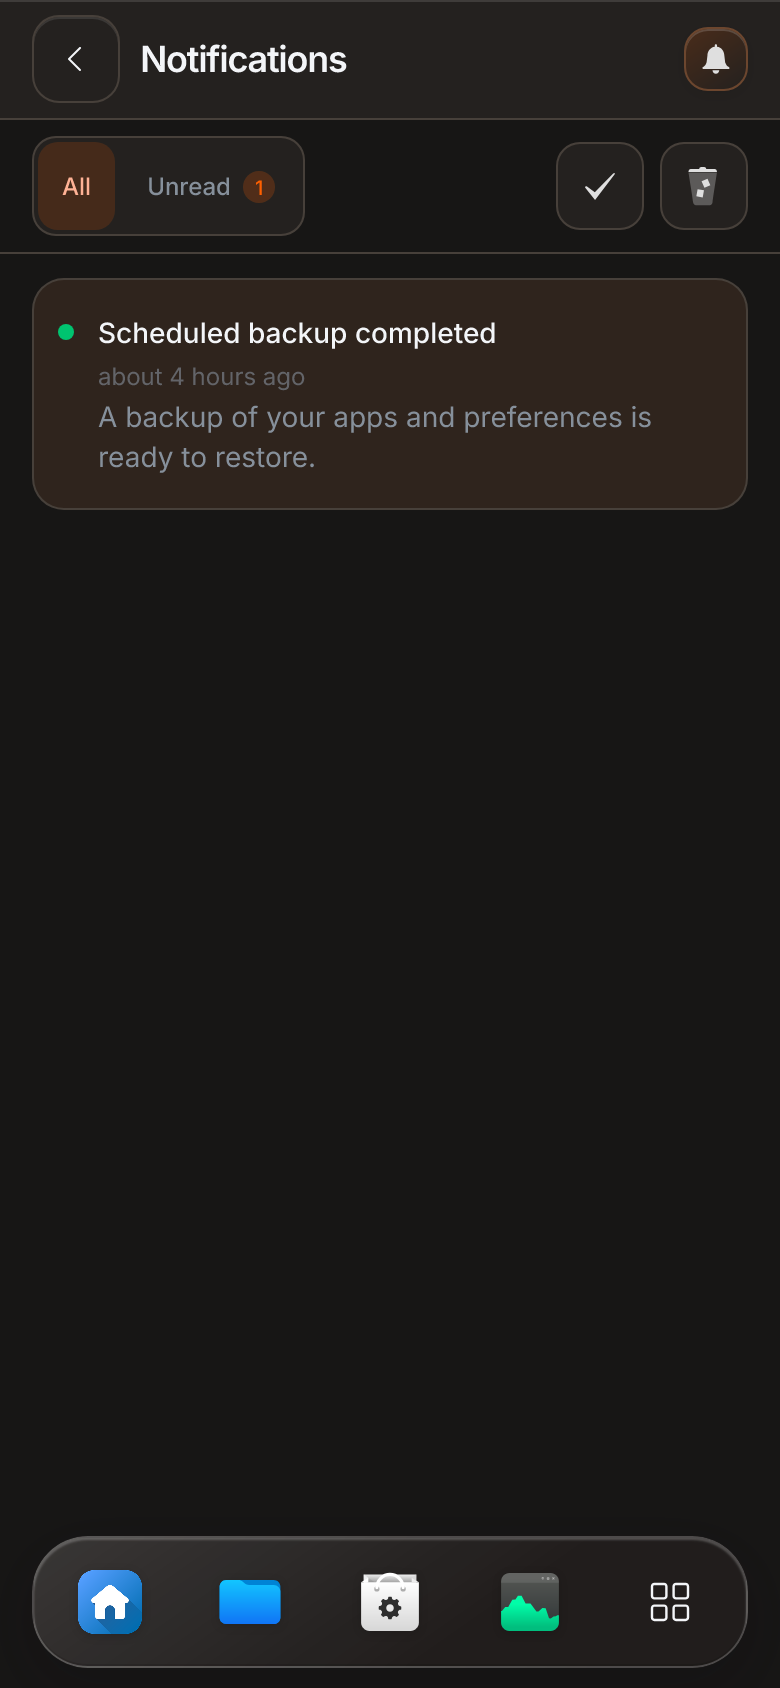 Notifications
All
Unread 1
Scheduled backup completed
about 4 hours ago
A backup of your apps and preferences is
ready to restore.